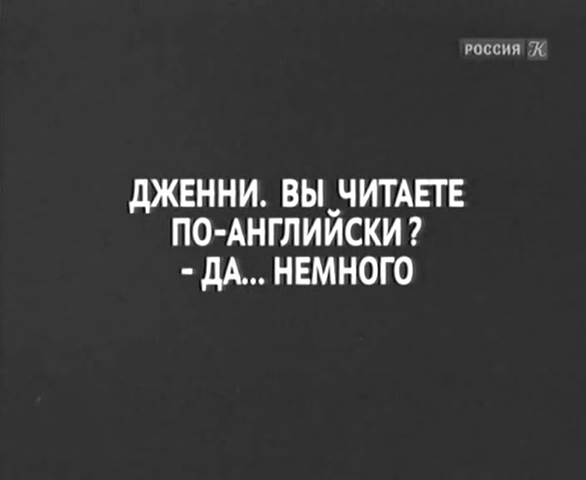 РОССИЯ К
ДЖЕННИ. ВЫ ЧИТАЕТЕ
ПО-АНГЛИЙСКИ?
- ДА... НЕМНОГО